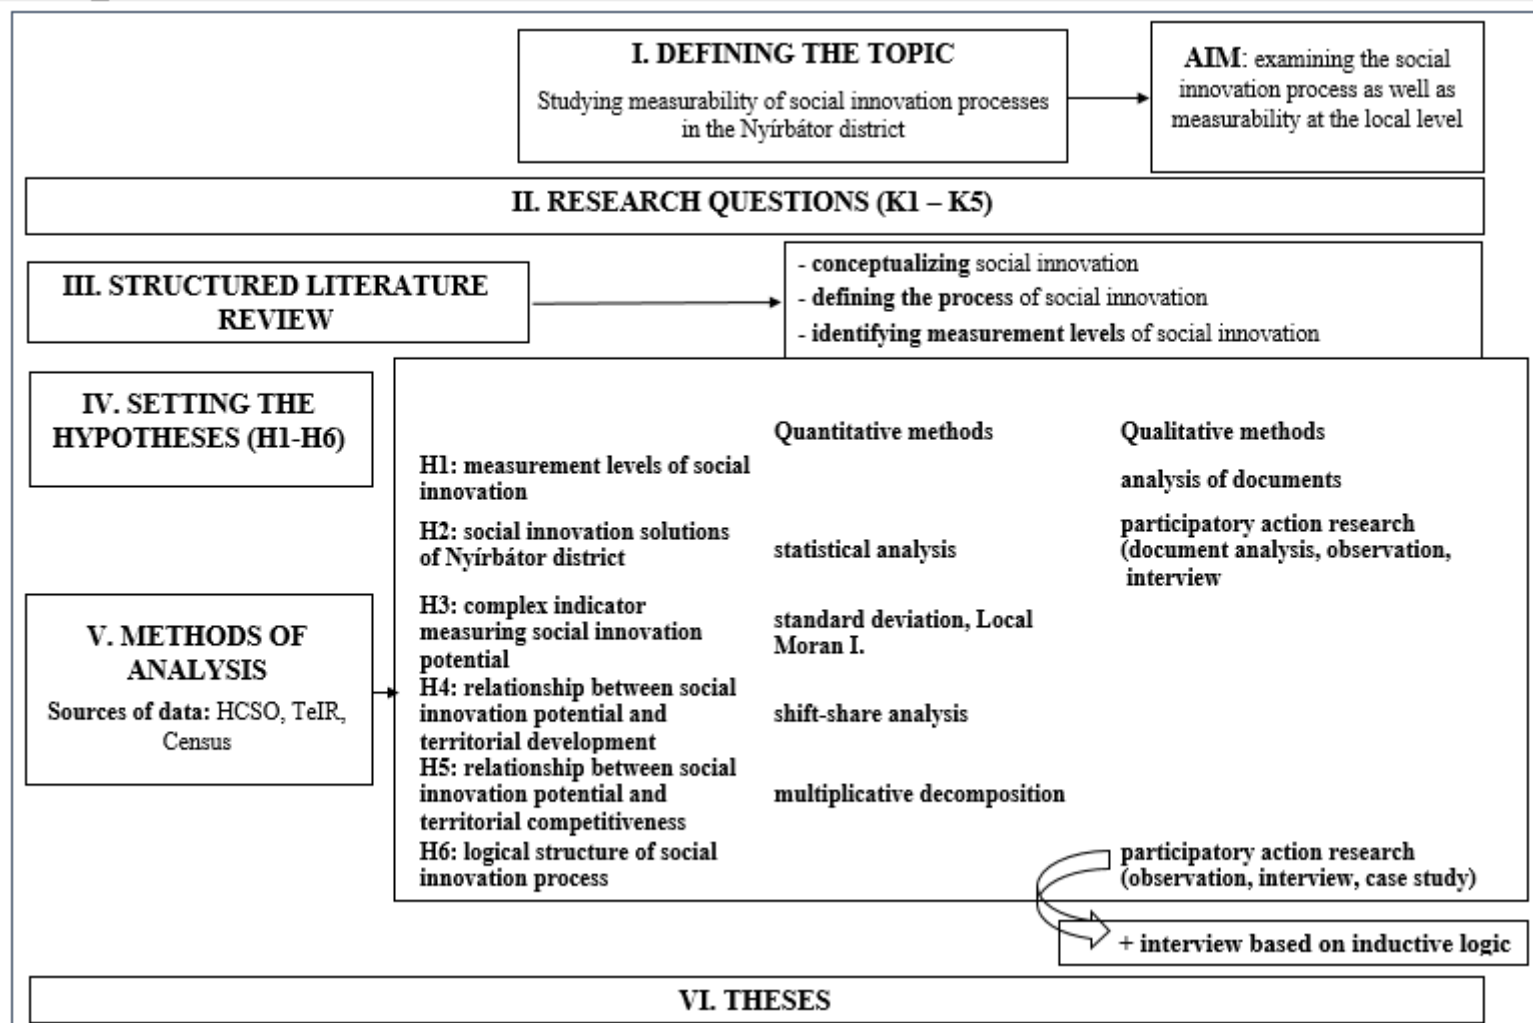 I. DEFINING THE TOPIC
Studying measurability of social innovation processes
in the Nyírbátor district
AIM: examining the social
innovation process as well as
measurability at the local level
II. RESEARCH QUESTIONS (K1 – K5)
III. STRUCTURED LITERATURE
REVIEW
- conceptualizing social innovation
- defining the process of social innovation
- identifying measurement levels of social innovation
IV. SETTING THE
HYPOTHESES (H1-H6)
V. METHODS OF
ANALYSIS
Sources of data: HCSO, TeIR,
Census
Quantitative methods
Qualitative methods
H1: measurement levels of social
innovation
analysis of documents
H2: social innovation solutions
of Nyírbátor district
statistical analysis
participatory action research
(document analysis, observation,
interview
H3: complex indicator
measuring social innovation
potential
standard deviation, Local
Moran I.
H4: relationship between social
innovation potential and
territorial development
shift-share analysis
H5: relationship between social
innovation potential and
territorial competitiveness
multiplicative decomposition
H6: logical structure of social
innovation process
participatory action research
(observation, interview, case study)
+ interview based on inductive logic
VI. THESES